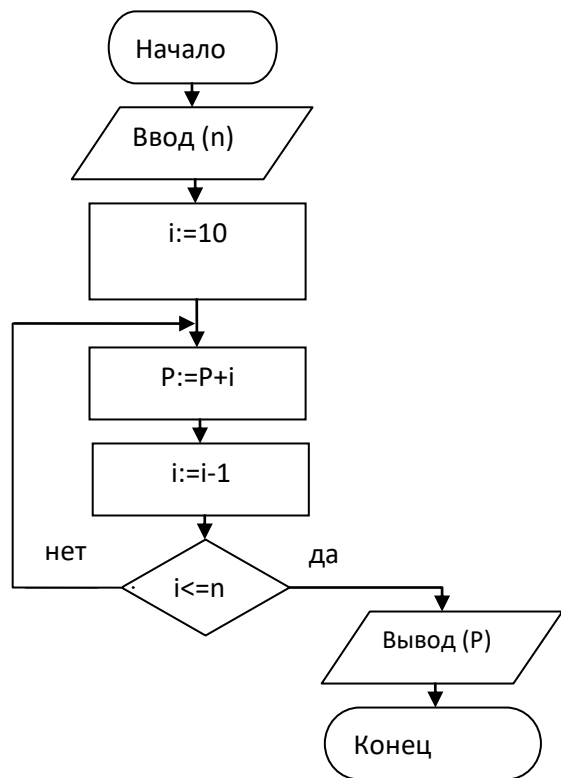 Начало
Ввод (n)
i:=10
P:=P+i
i:=i-1
нет
да
i<=n
Вывод (P)
Конец